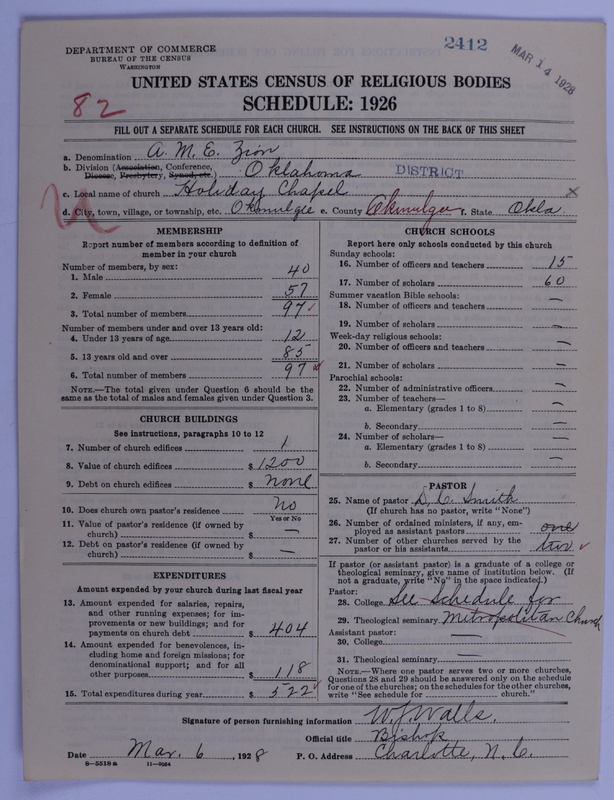 2412
MAR 14 1928
DEPARTMENT OF COMMERCE
BUREAU OF THE CENSUS
WASHINGTON
UNITED STATES CENSUS OF RELIGIOUS BODIES
SCHEDULE: 1926
82
FILL OUT A SEPARATE SCHEDULE FOR EACH CHURCH. SEE INSTRUCTIONS ON THE BACK OF THIS SHEET
a. Denomination A. M. E. Zion
b. Division (Association, Conference, Diocese, Presbytery, Synod, etc.) Oklahoma DISTRICT
c. Local name of church Holiday Chapel x
d. City, town, village, or township, etc. Okmulgee e. County Okmulgee f. State Okla.
MEMBERSHIP
Report number of members according to definition of
member in your church
Number of members, by sex:
1. Male 40
2. Female 57
3. Total number of members 97
Number of members under and over 13 years old:
4. Under 13 years of age 12
5. 13 years old and over 85
6. Total number of members 97
NOTE.—The total given under Question 6 should be
same as the total of males and females given under Question 3.
CHURCH BUILDINGS
See instructions, paragraphs 10 to 12
7. Number of church edifices 1
8. Value of church edifices $ 1200
9. Debt on church edifices $ none
10. Does church own pastor's residence no
Yes or No
11. Value of pastor's residence (if owned by
church) $ —
12. Debt on pastor's residence (if owned by
church) $ —
EXPENDITURES
Amount expended by your church during last fiscal year
13. Amount expended for salaries, repairs,
and other running expenses; for im-
provements or new buildings; and for
payments on church debt $ 404
14. Amount expended for benevolences, in-
cluding home and foreign missions; for
denominational support; and for all
other purposes $ 118
15. Total expenditures during year $ 522
CHURCH SCHOOLS
Report here only schools conducted by this church
Sunday schools:
16. Number of officers and teachers 15
17. Number of scholars 60
Summer vacation Bible schools:
18. Number of officers and teachers —
19. Number of scholars —
Week-day religious schools:
20. Number of officers and teachers —
21. Number of scholars —
Parochial schools:
22. Number of administrative officers —
23. Number of teachers—
a. Elementary (grades 1 to 8) —
b. Secondary —
24. Number of scholars—
a. Elementary (grades 1 to 8) —
b. Secondary —
PASTOR
25. Name of pastor D. C. Smith
(If church has no pastor, write "None")
26. Number of ordained ministers, if any, em-
ployed as assistant pastors one
27. Number of other churches served by the
pastor or his assistants two
If pastor (or assistant pastor) is a graduate of a college or
theological seminary, give name of institution below. (If
not a graduate, write "No" in the space indicated.)
Pastor:
28. College See Schedule for
29. Theological seminary Metropolitan Church
Assistant pastor:
30. College —
31. Theological seminary —
NOTE.—Where one pastor serves two or more churches,
Questions 28 and 29 should be answered only on the schedule
for one of the churches; on the schedules for the other churches,
write "See schedule for ______ church."
Signature of person furnishing information W. J. Walls.
Official title Bishop
Date Mar. 6, 1928 P. O. Address Charlotte, N. C.
8—5518a 11—9664